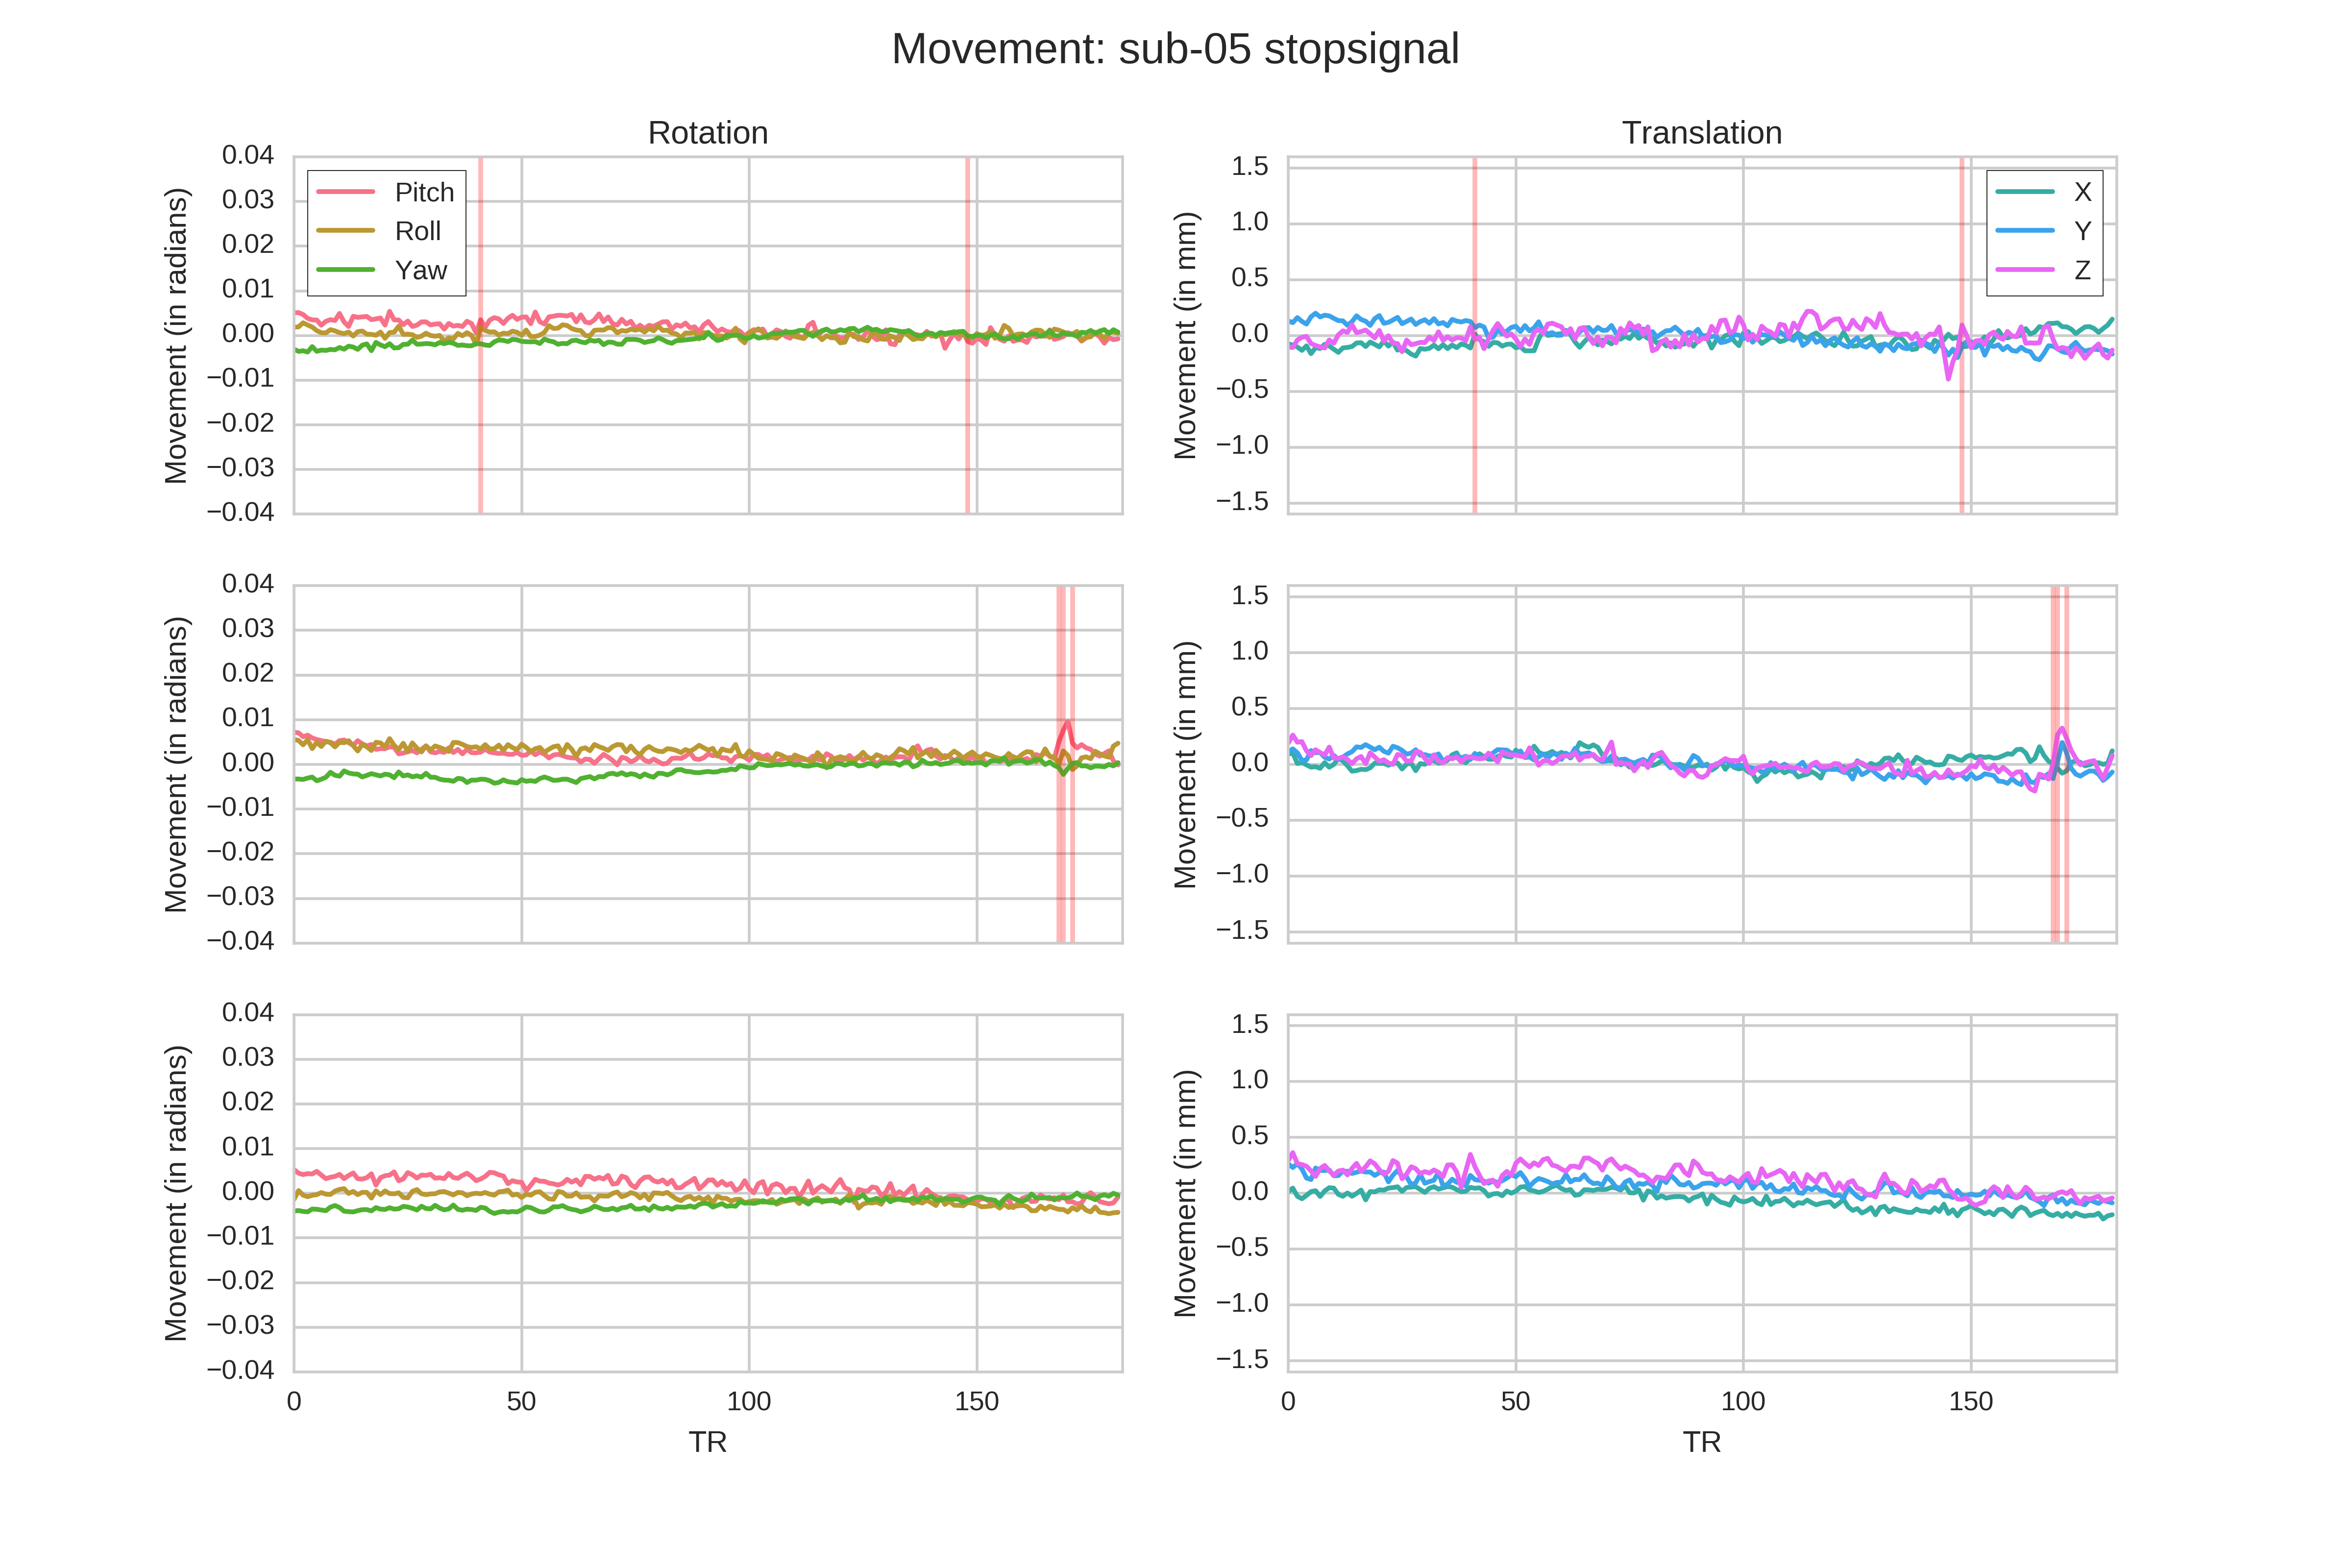 Movement: sub-05 stopsignal
Rotation
Translation
Movement (in radians)
0.04
0.03
0.02
0.01
0.00
−0.01
−0.02
−0.03
−0.04
Pitch
Roll
Yaw
Movement (in mm)
1.5
1.0
0.5
0.0
−0.5
−1.0
−1.5
X
Y
Z
Movement (in radians)
0.04
0.03
0.02
0.01
0.00
−0.01
−0.02
−0.03
−0.04
Movement (in mm)
1.5
1.0
0.5
0.0
−0.5
−1.0
−1.5
Movement (in radians)
0.04
0.03
0.02
0.01
0.00
−0.01
−0.02
−0.03
−0.04
0 50 100 150
TR
Movement (in mm)
1.5
1.0
0.5
0.0
−0.5
−1.0
−1.5
0 50 100 150
TR